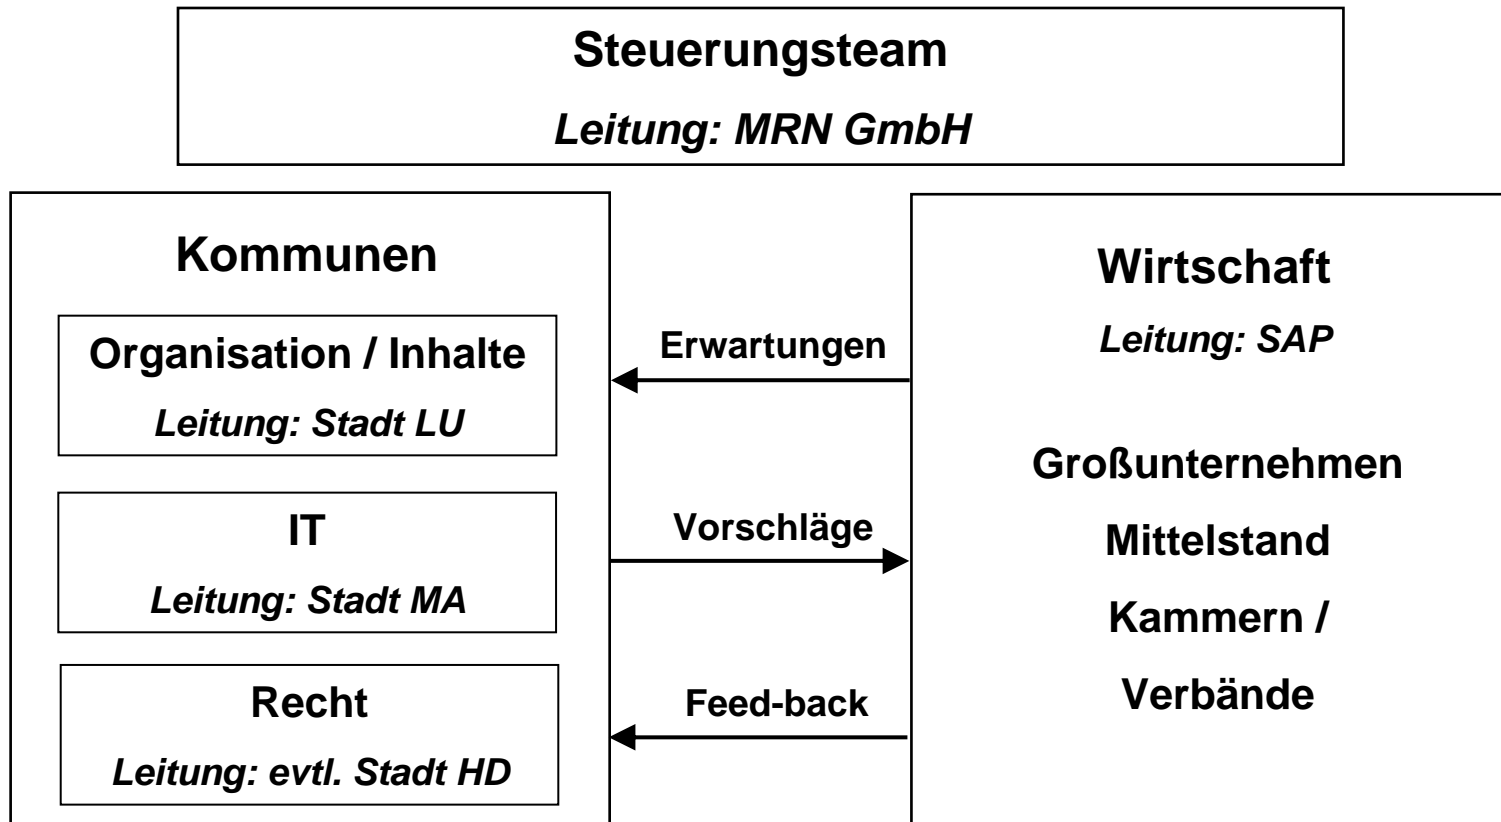 Steuerungsteam
Leitung: MRN GmbH
Kommunen
Organisation / Inhalte
Leitung: Stadt LU
IT
Leitung: Stadt MA
Recht
Leitung: evtl. Stadt HD
Erwartungen
Vorschläge
Feed-back
Wirtschaft
Leitung: SAP
Großunternehmen
Mittelstand
Kammern /
Verbände